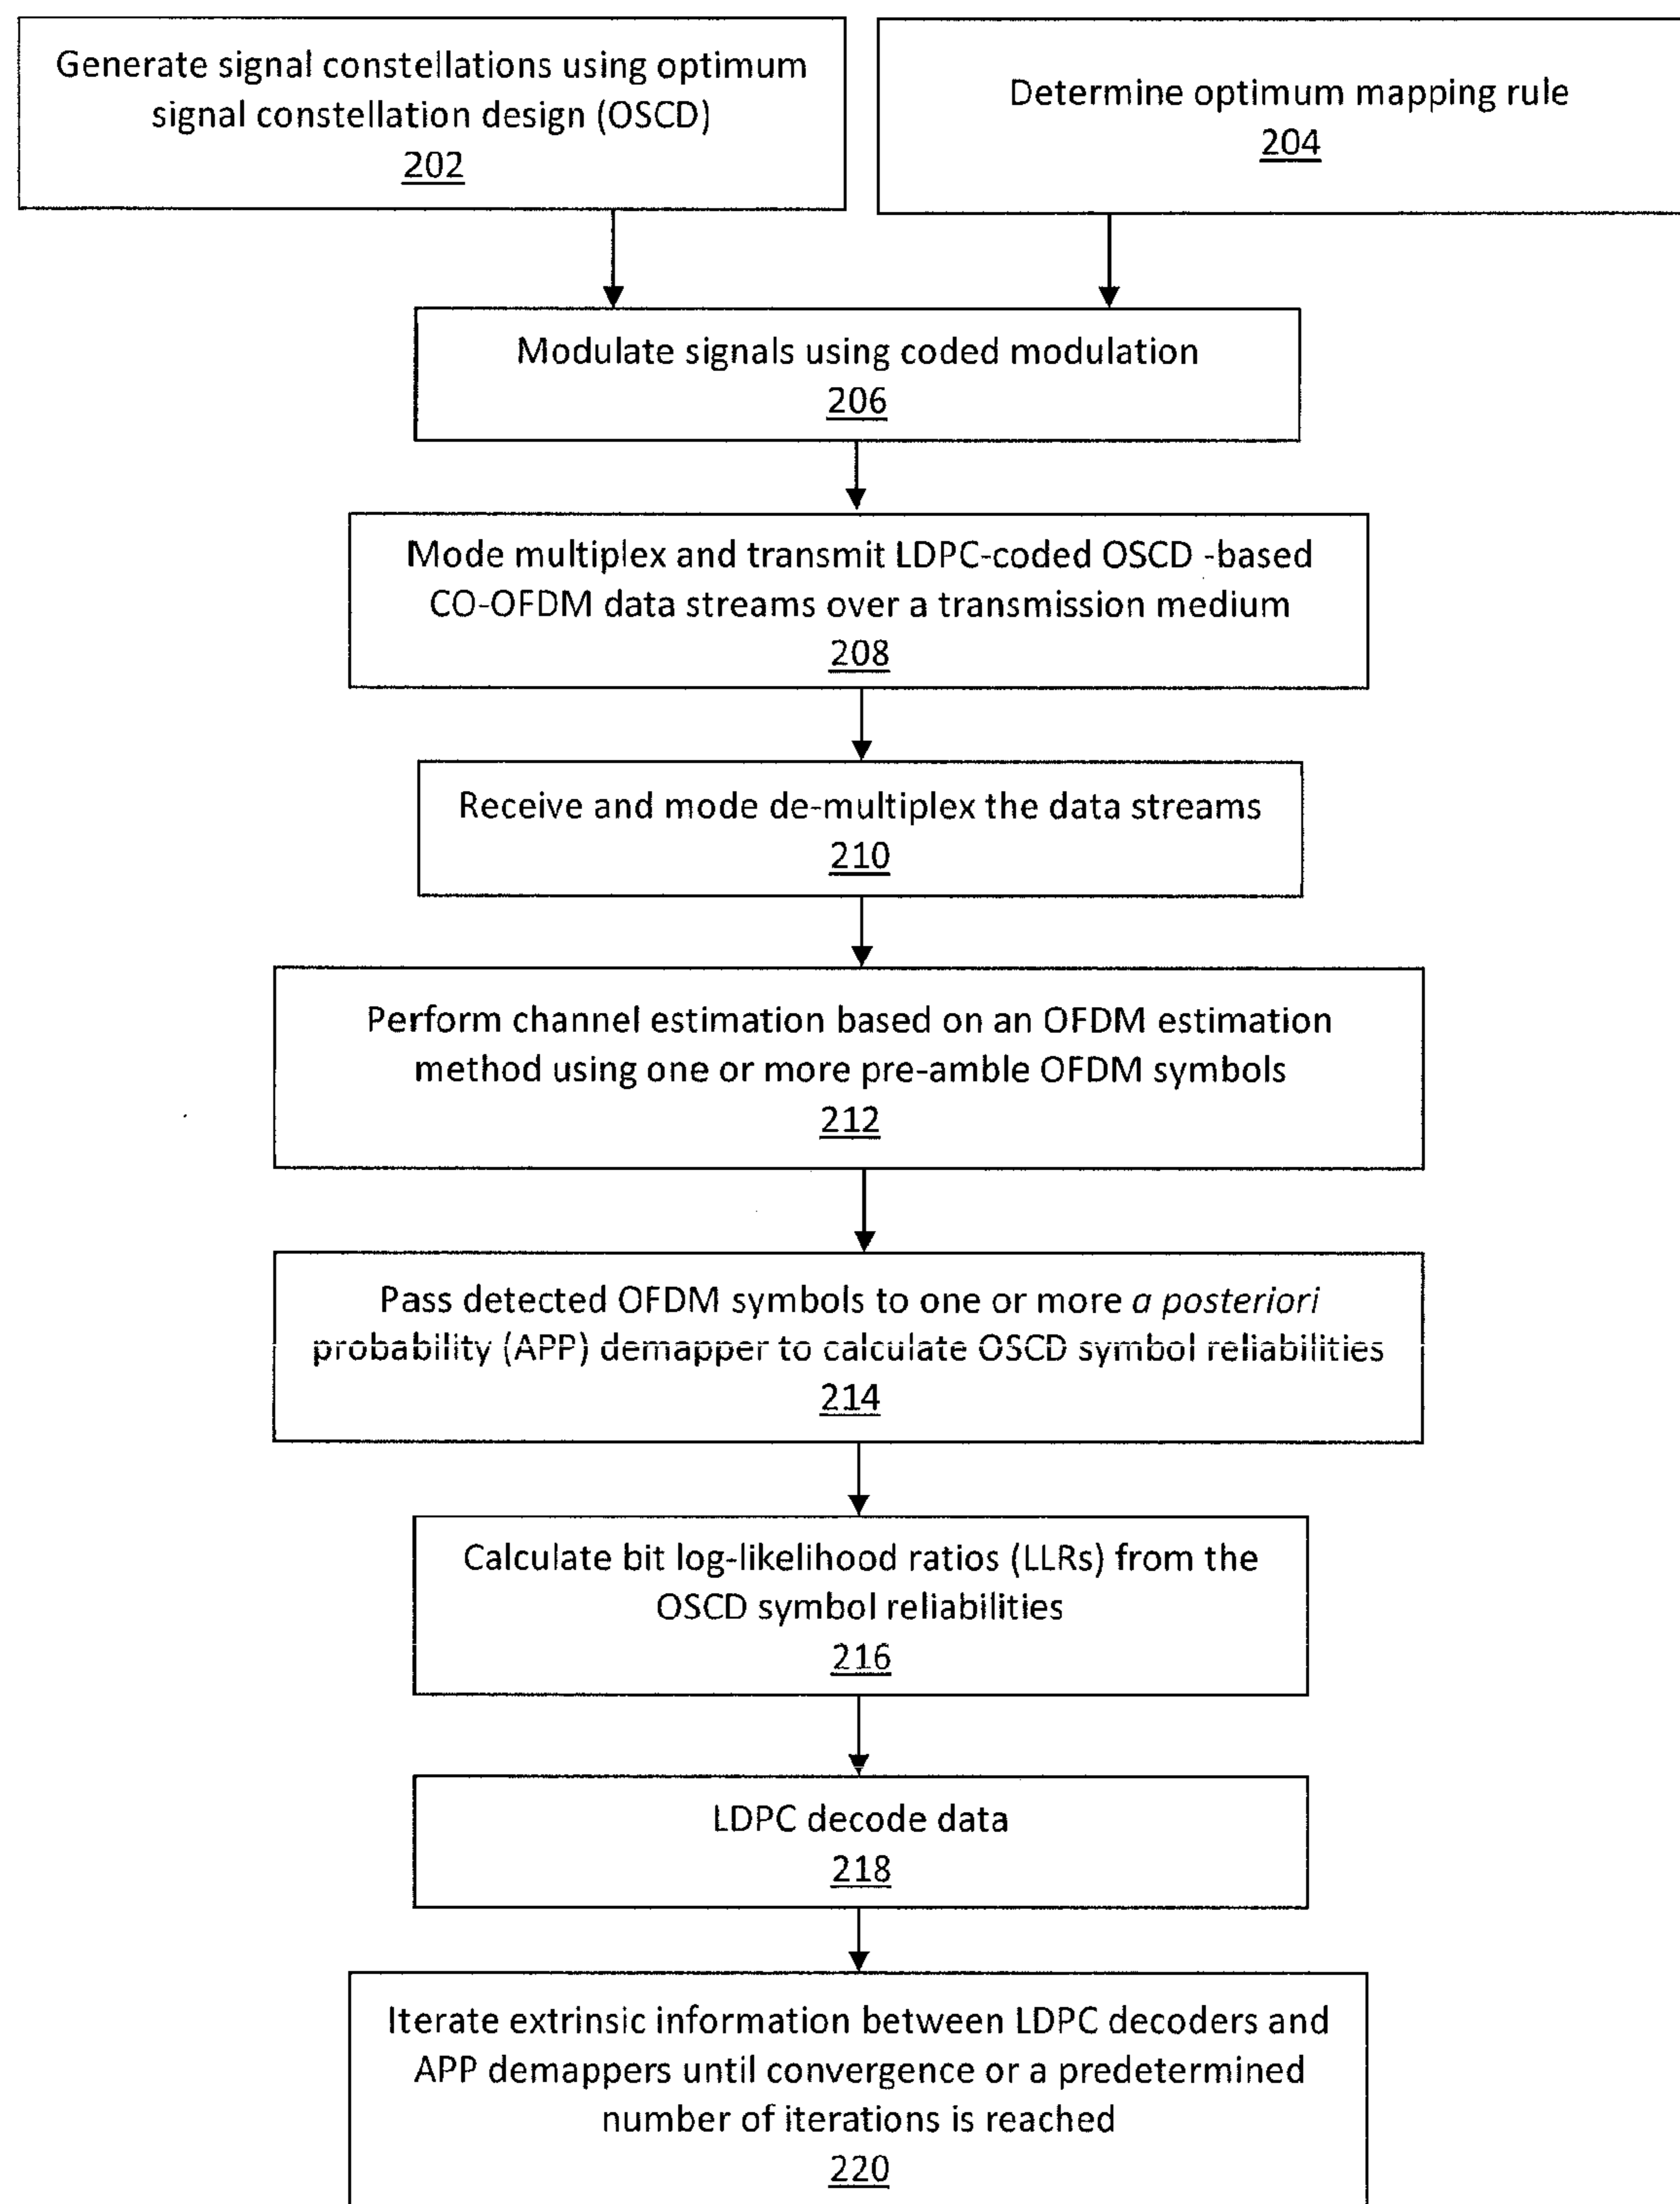 Generate signal constellations using optimum
signal constellation design (OSCD)
202
Determine optimum mapping rule
204
Modulate signals using coded modulation
206
Mode multiplex and transmit LDPC-coded OSCD -based
CO-OFDM data streams over a transmission medium
208
Receive and mode de-multiplex the data streams
210
Perform channel estimation based on an OFDM estimation
method using one or more pre-amble OFDM symbols
212
Pass detected OFDM symbols to one or more a posteriori
probability (APP) demapper to calculate OSCD symbol reliabilities
214
Calculate bit log-likelihood ratios (LLRs) from the
OSCD symbol reliabilities
216
LDPC decode data
218
Iterate extrinsic information between LDPC decoders and
APP demappers until convergence or a predetermined
number of iterations is reached
220